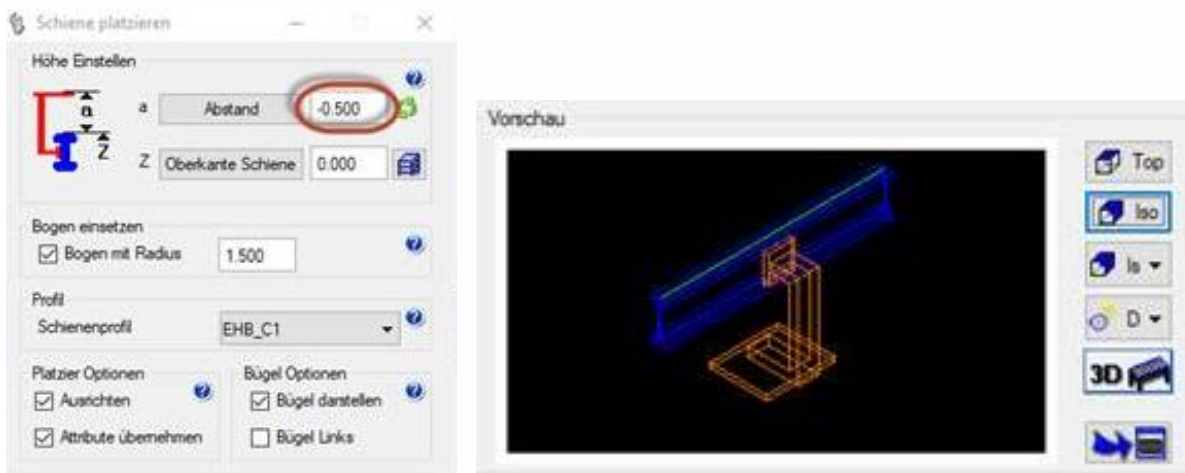 Schiene platzieren
Höhe Einstellen
a
a Abstand -0.500
Z
Z Oberkante Schiene 0.000
Bogen einsetzen
Bogen mit Radius 1.500
Profil
Schienenprofil EHB_C1
Platzier Optionen
Ausrichten
Attribute übernehmen
Bügel Optionen
Bügel darstellen
Bügel Links
Vorschau
Top
Iso
Is
D
3D